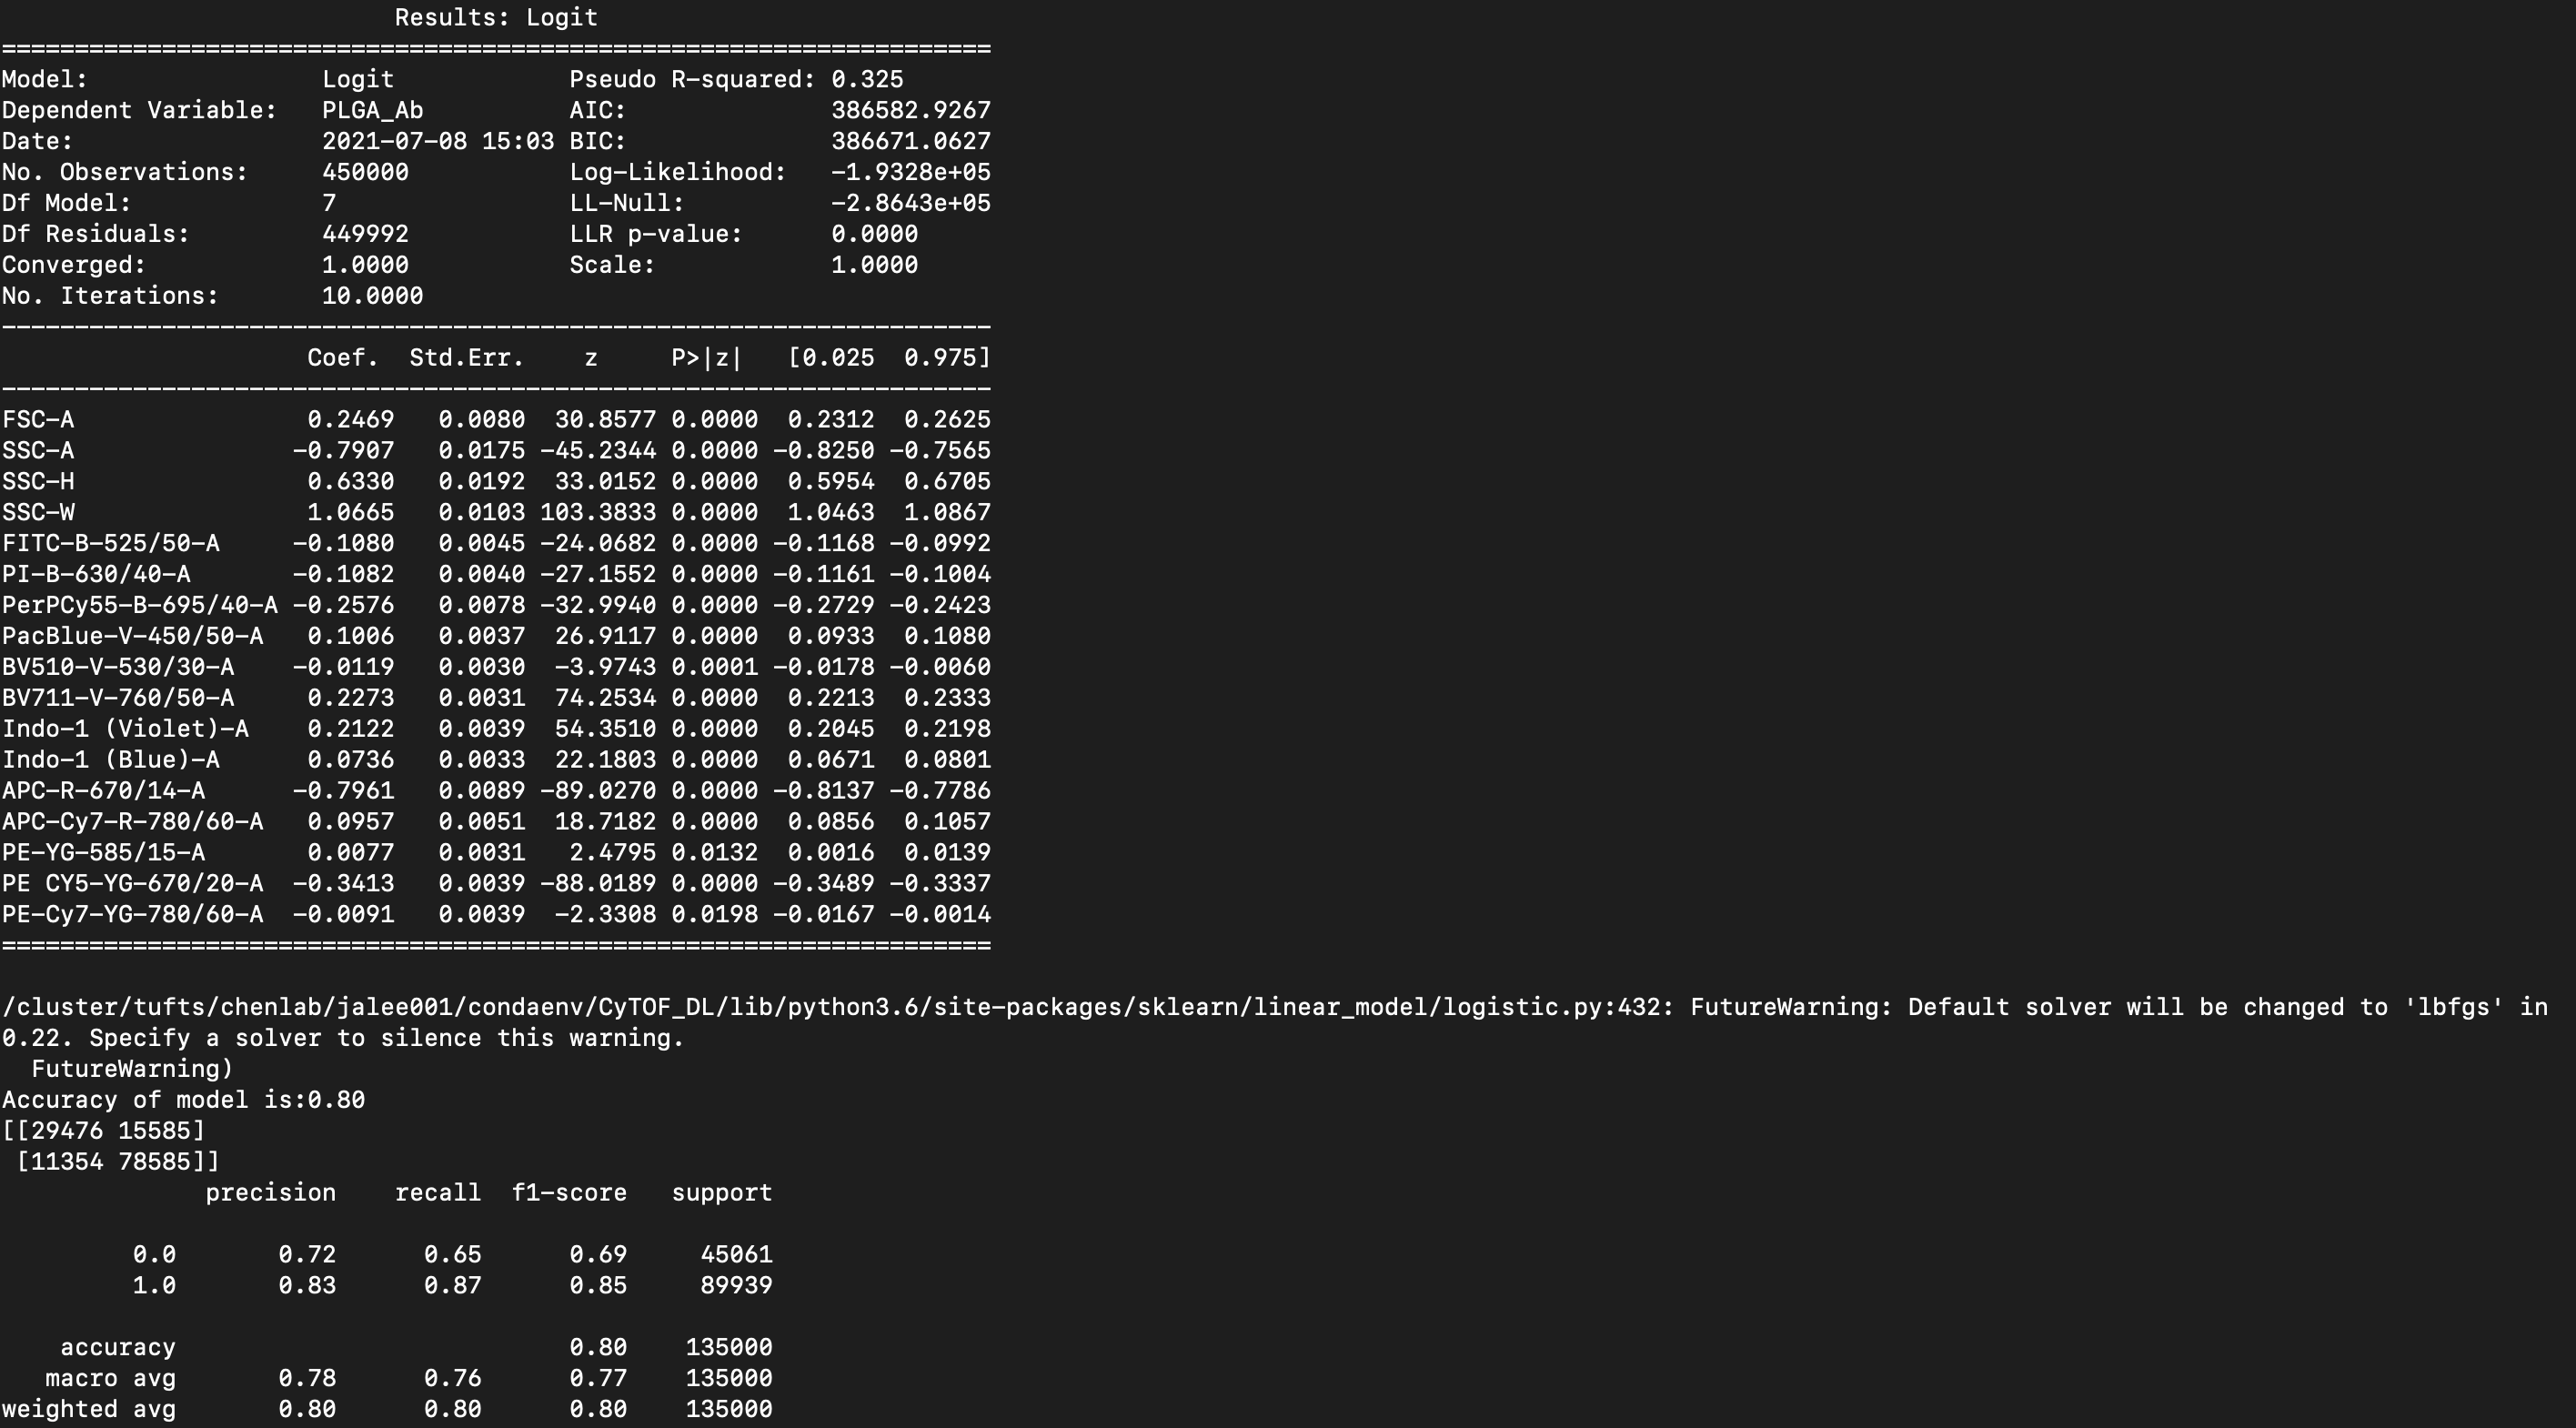 Results: Logit
====================================================================
Model:                Logit            Pseudo R-squared: 0.325
Dependent Variable:   PLGA_Ab          AIC:              386582.9267
Date:                 2021-07-08 15:03 BIC:              386671.0627
No. Observations:     450000           Log-Likelihood:   -1.9328e+05
Df Model:             7                LL-Null:          -2.8643e+05
Df Residuals:         449992           LLR p-value:      0.0000
Converged:            1.0000           Scale:            1.0000
No. Iterations:       10.0000
--------------------------------------------------------------------
                     Coef.  Std.Err.    z     P>|z|   [0.025  0.975]
--------------------------------------------------------------------
FSC-A                0.2469   0.0080  30.8577 0.0000  0.2312  0.2625
SSC-A               -0.7907   0.0175 -45.2344 0.0000 -0.8250 -0.7565
SSC-H                0.6330   0.0192  33.0152 0.0000  0.5954  0.6705
SSC-W                1.0665   0.0103 103.3833 0.0000  1.0463  1.0867
FITC-B-525/50-A     -0.1080   0.0045 -24.0682 0.0000 -0.1168 -0.0992
PI-B-630/40-A       -0.1082   0.0040 -27.1552 0.0000 -0.1161 -0.1004
PerPCy55-B-695/40-A -0.2576   0.0078 -32.9940 0.0000 -0.2729 -0.2423
PacBlue-V-450/50-A   0.1006   0.0037  26.9117 0.0000  0.0933  0.1080
BV510-V-530/30-A    -0.0119   0.0030  -3.9743 0.0001 -0.0178 -0.0060
BV711-V-760/50-A     0.2273   0.0031  74.2534 0.0000  0.2213  0.2333
Indo-1 (Violet)-A    0.2122   0.0039  54.3510 0.0000  0.2045  0.2198
Indo-1 (Blue)-A      0.0736   0.0033  22.1803 0.0000  0.0671  0.0801
APC-R-670/14-A      -0.7961   0.0089 -89.0270 0.0000 -0.8137 -0.7786
APC-Cy7-R-780/60-A   0.0957   0.0051  18.7182 0.0000  0.0856  0.1057
PE-YG-585/15-A       0.0077   0.0031   2.4795 0.0132  0.0016  0.0139
PE CY5-YG-670/20-A  -0.3413   0.0039 -88.0189 0.0000 -0.3489 -0.3337
PE-Cy7-YG-780/60-A  -0.0091   0.0039  -2.3308 0.0198 -0.0167 -0.0014
====================================================================
/cluster/tufts/chenlab/jalee001/condaenv/CyTOF_DL/lib/python3.6/site-packages/sklearn/linear_model/logistic.py:432: FutureWarning: Default solver will be changed to 'lbfgs' in
0.22. Specify a solver to silence this warning.
  FutureWarning)
Accuracy of model is:0.80
[[29476 15585]
 [11354 78585]]
              precision    recall  f1-score   support
         0.0       0.72      0.65      0.69     45061
         1.0       0.83      0.87      0.85     89939
    accuracy                           0.80    135000
   macro avg       0.78      0.76      0.77    135000
weighted avg       0.80      0.80      0.80    135000